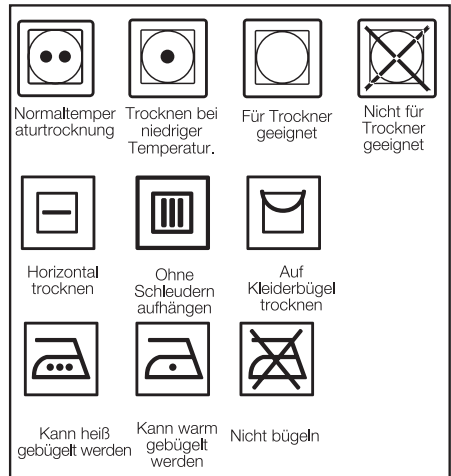 Normaltemper
aturtrocknung
Trocknen bei
niedriger
Temperatur.
Für Trockner
geeignet
Nicht für
Trockner
geeignet
Horizontal
trocknen
Ohne
Schleudern
aufhängen
Auf
Kleiderbügel
trocknen
Kann heiß
gebügelt werden
Kann warm
gebügelt
werden
Nicht bügeln